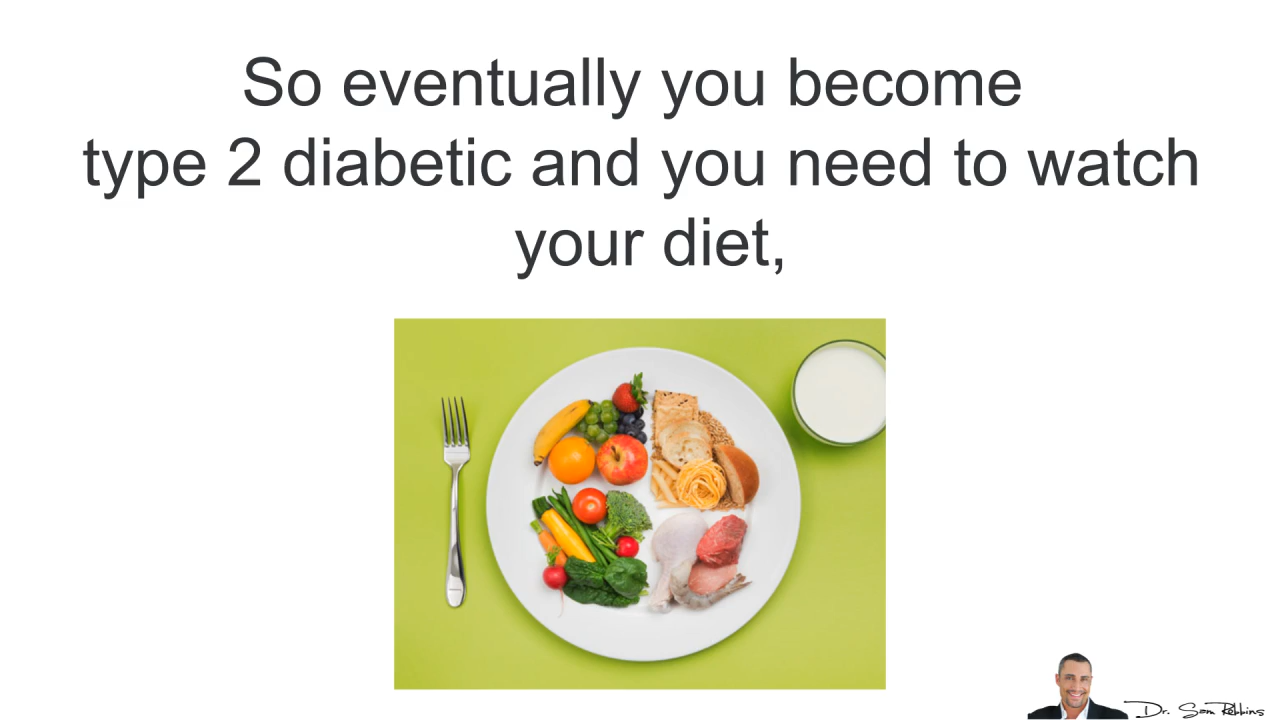 So eventually you become
type 2 diabetic and you need to watch
your diet,
Dr. Sam Robbins